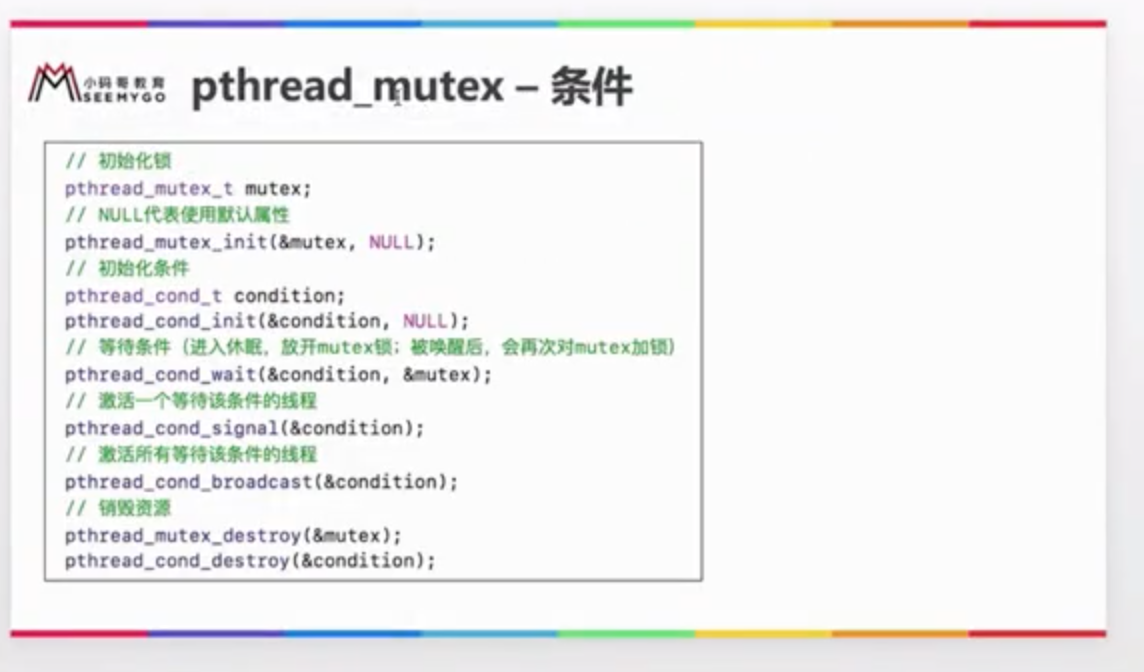 小码哥教育
SEEMYGO
pthread_mutex – 条件
// 初始化锁
pthread_mutex_t mutex;
// NULL代表使用默认属性
pthread_mutex_init(&mutex, NULL);
// 初始化条件
pthread_cond_t condition;
pthread_cond_init(&condition, NULL);
// 等待条件（进入休眠，放开mutex锁；被唤醒后，会再次对mutex加锁）
pthread_cond_wait(&condition, &mutex);
// 激活一个等待该条件的线程
pthread_cond_signal(&condition);
// 激活所有等待该条件的线程
pthread_cond_broadcast(&condition);
// 销毁资源
pthread_mutex_destroy(&mutex);
pthread_cond_destroy(&condition);